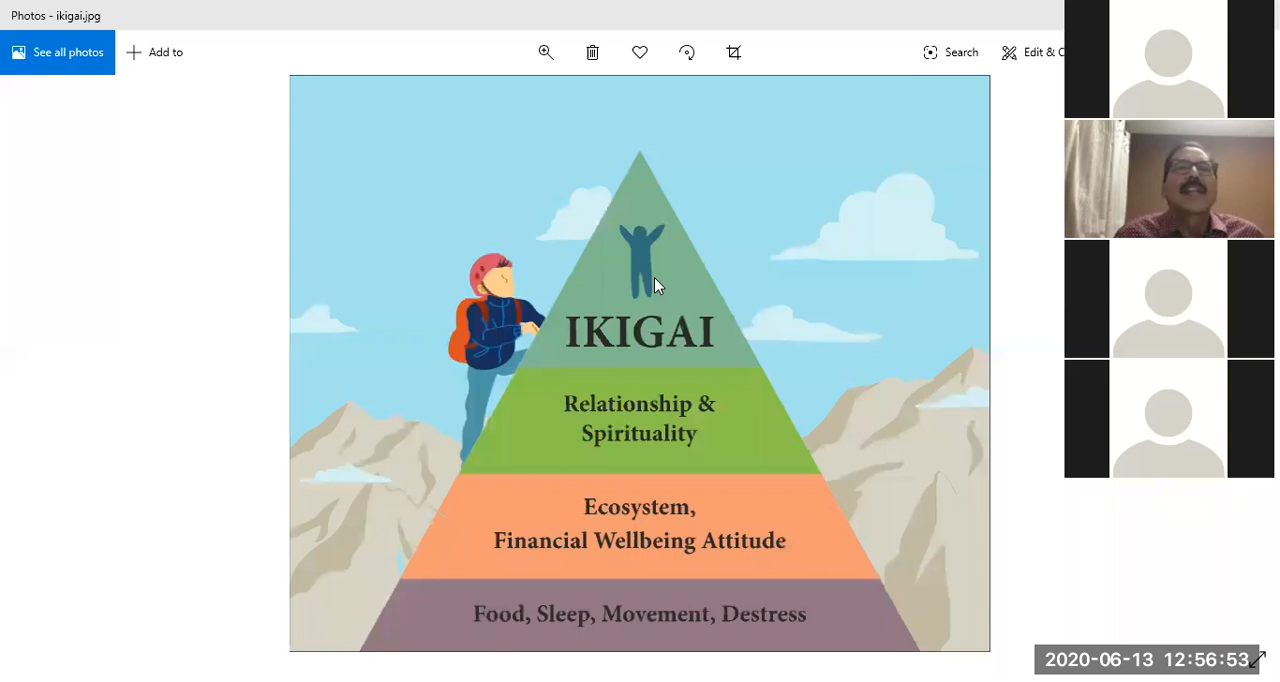 Photos - ikigai.jpg
See all photos
Add to
Search
Edit & C
IKIGAI
Relationship &
Spirituality
Ecosystem,
Financial Wellbeing Attitude
Food, Sleep, Movement, Destress
2020-06-13 12:56:53